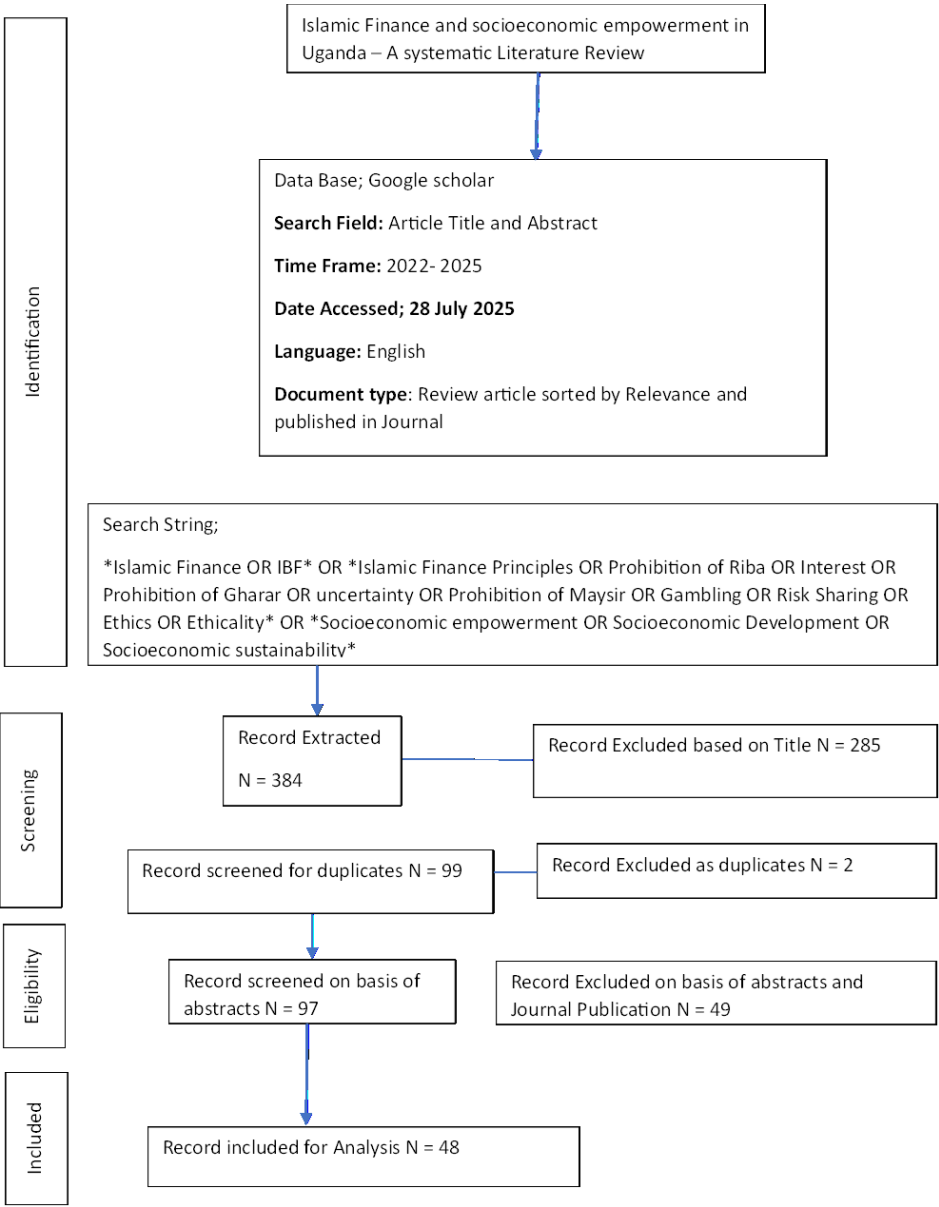 Islamic Finance and socioeconomic empowerment in
Uganda – A systematic Literature Review
Identification
Data Base; Google scholar
Search Field: Article Title and Abstract
Time Frame: 2022- 2025
Date Accessed; 28 July 2025
Language: English
Document type: Review article sorted by Relevance and
published in Journal
Search String;
*Islamic Finance OR IBF* OR *Islamic Finance Principles OR Prohibition of Riba OR Interest OR
Prohibition of Gharar OR uncertainty OR Prohibition of Maysir OR Gambling OR Risk Sharing OR
Ethics OR Ethicality* OR *Socioeconomic empowerment OR Socioeconomic Development OR
Socioeconomic sustainability*
Screening
Record Extracted
N = 384
Record Excluded based on Title N = 285
Record screened for duplicates N = 99
Record Excluded as duplicates N = 2
Eligibility
Record screened on basis of
abstracts N = 97
Record Excluded on basis of abstracts and
Journal Publication N = 49
Included
Record included for Analysis N = 48